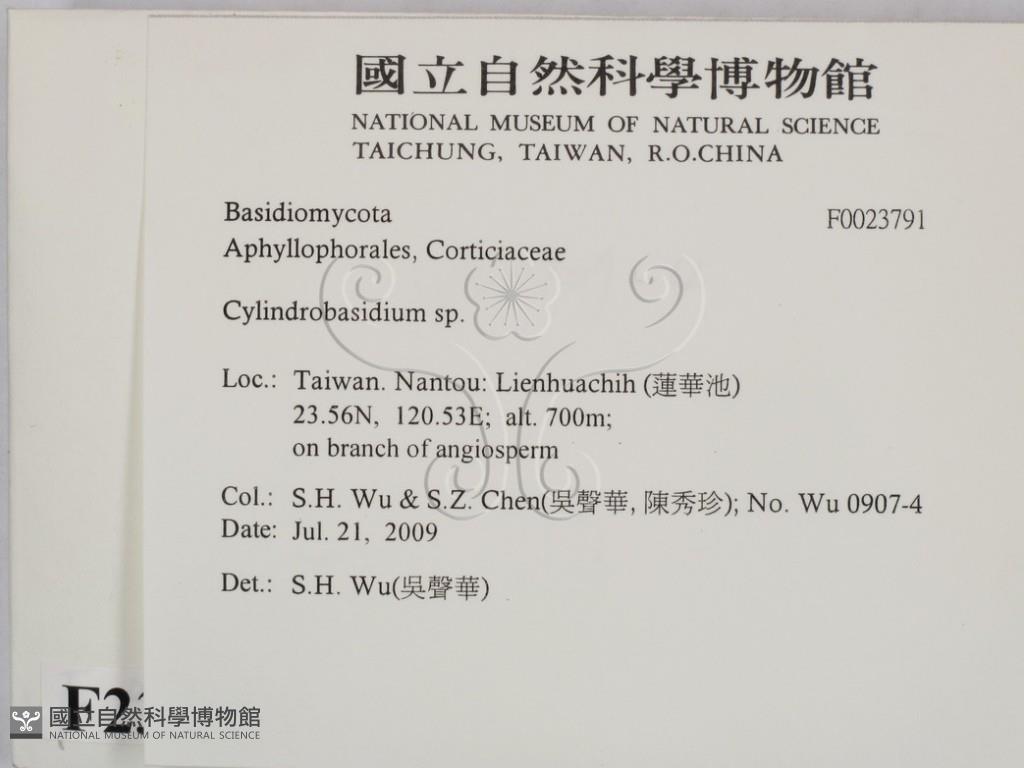 國立自然科學博物館
NATIONAL MUSEUM OF NATURAL SCIENCE
TAICHUNG, TAIWAN, R.O.CHINA
Basidiomycota F0023791
Aphyllophorales, Corticiaceae
Cylindrobasidium sp.
Loc.: Taiwan. Nantou: Lienhuachih (蓮華池)
23.56N, 120.53E; alt. 700m;
on branch of angiosperm
Col.: S.H. Wu & S.Z. Chen(吳聲華, 陳秀珍); No. Wu 0907-4
Date: Jul. 21, 2009
Det.: S.H. Wu(吳聲華)
F2
國立自然科學博物館
NATIONAL MUSEUM OF NATURAL SCIENCE